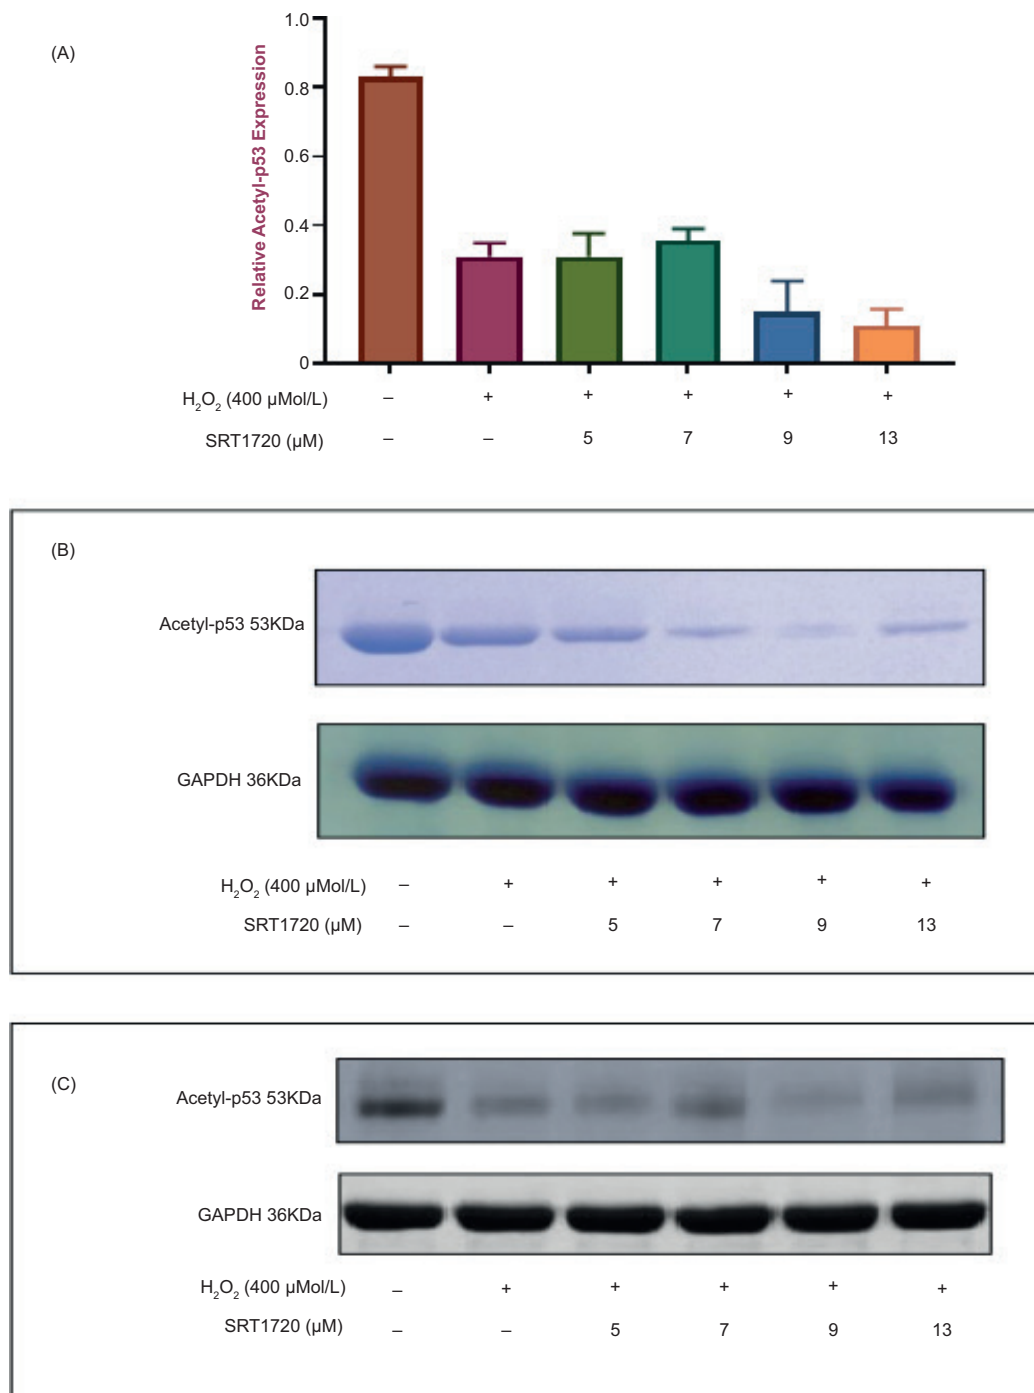 (A)
Relative Acetyl-p53 Expression
1.0
0.8
0.6
0.4
0.2
0
H₂O₂ (400 µMol/L) – + + + + +
SRT1720 (µM) – – 5 7 9 13
(B)
Acetyl-p53 53KDa
GAPDH 36KDa
H₂O₂ (400 µMol/L) – + + + + +
SRT1720 (µM) – – 5 7 9 13
(C)
Acetyl-p53 53KDa
GAPDH 36KDa
H₂O₂ (400 µMol/L) – + + + + +
SRT1720 (µM) – – 5 7 9 13